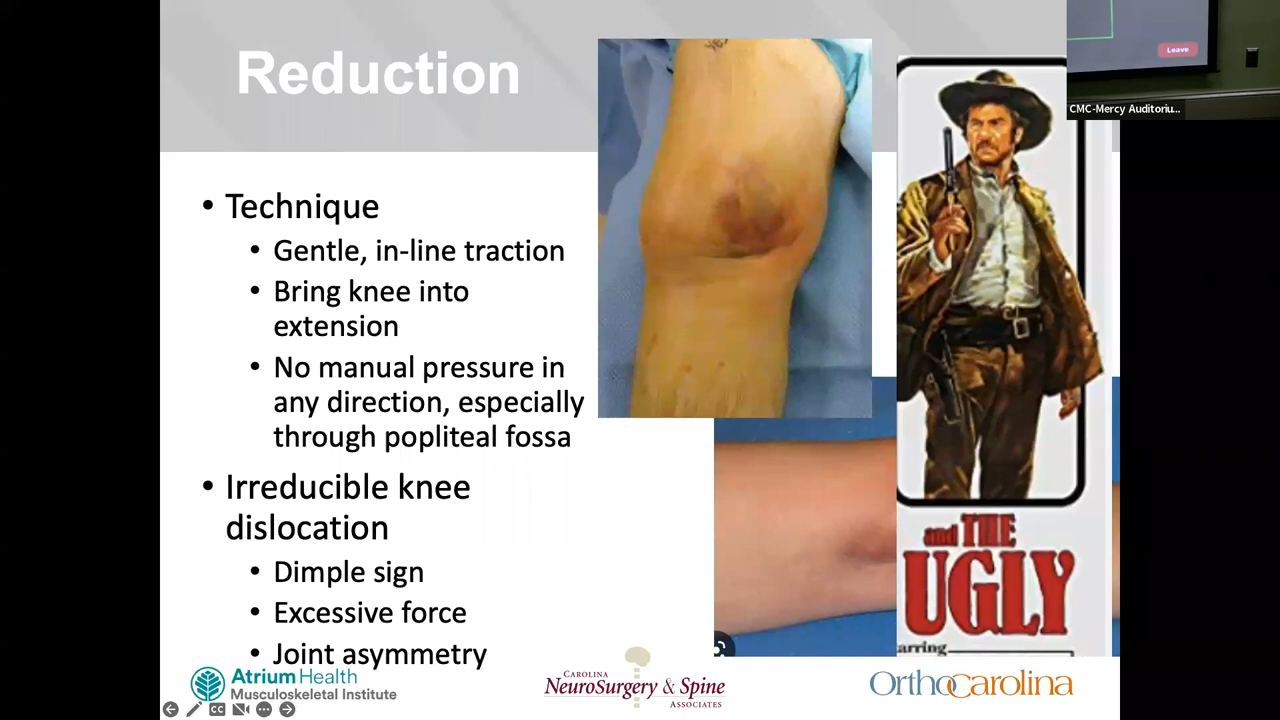 Reduction
• Technique
• Gentle, in-line traction
• Bring knee into
extension
• No manual pressure in
any direction, especially
through popliteal fossa
• Irreducible knee
dislocation
• Dimple sign
• Excessive force
• Joint asymmetry
and THE
UGLY
arring
Leave
CMC-Mercy Auditoriu...
Atrium Health
Musculoskeletal Institute
CAROLINA
NEUROSURGERY & SPINE
ASSOCIATES
OrthoCarolina
CC